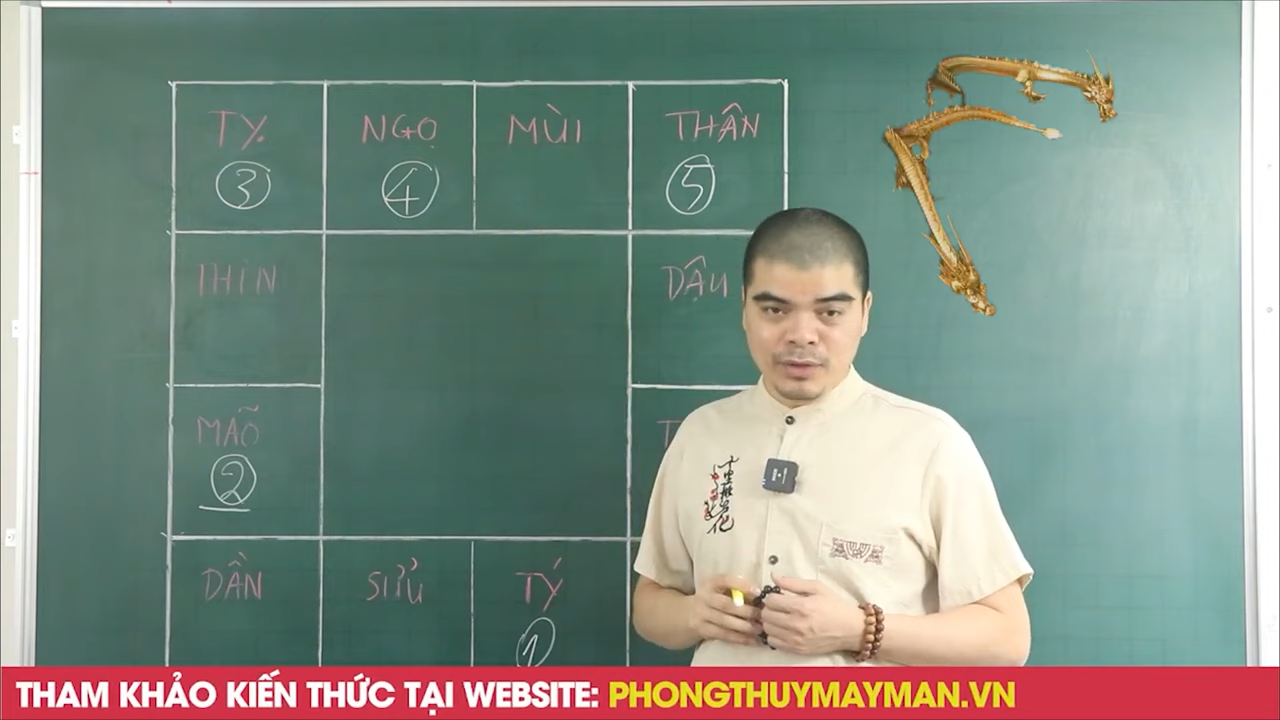 TỴ NGỌ MÙI THÂN
③ ④ ⑤
THÌN DẬU
MÃO
②
DẦN SỬU TÝ
①
THAM KHẢO KIẾN THỨC TẠI WEBSITE: PHONGTHUYMAYMAN.VN